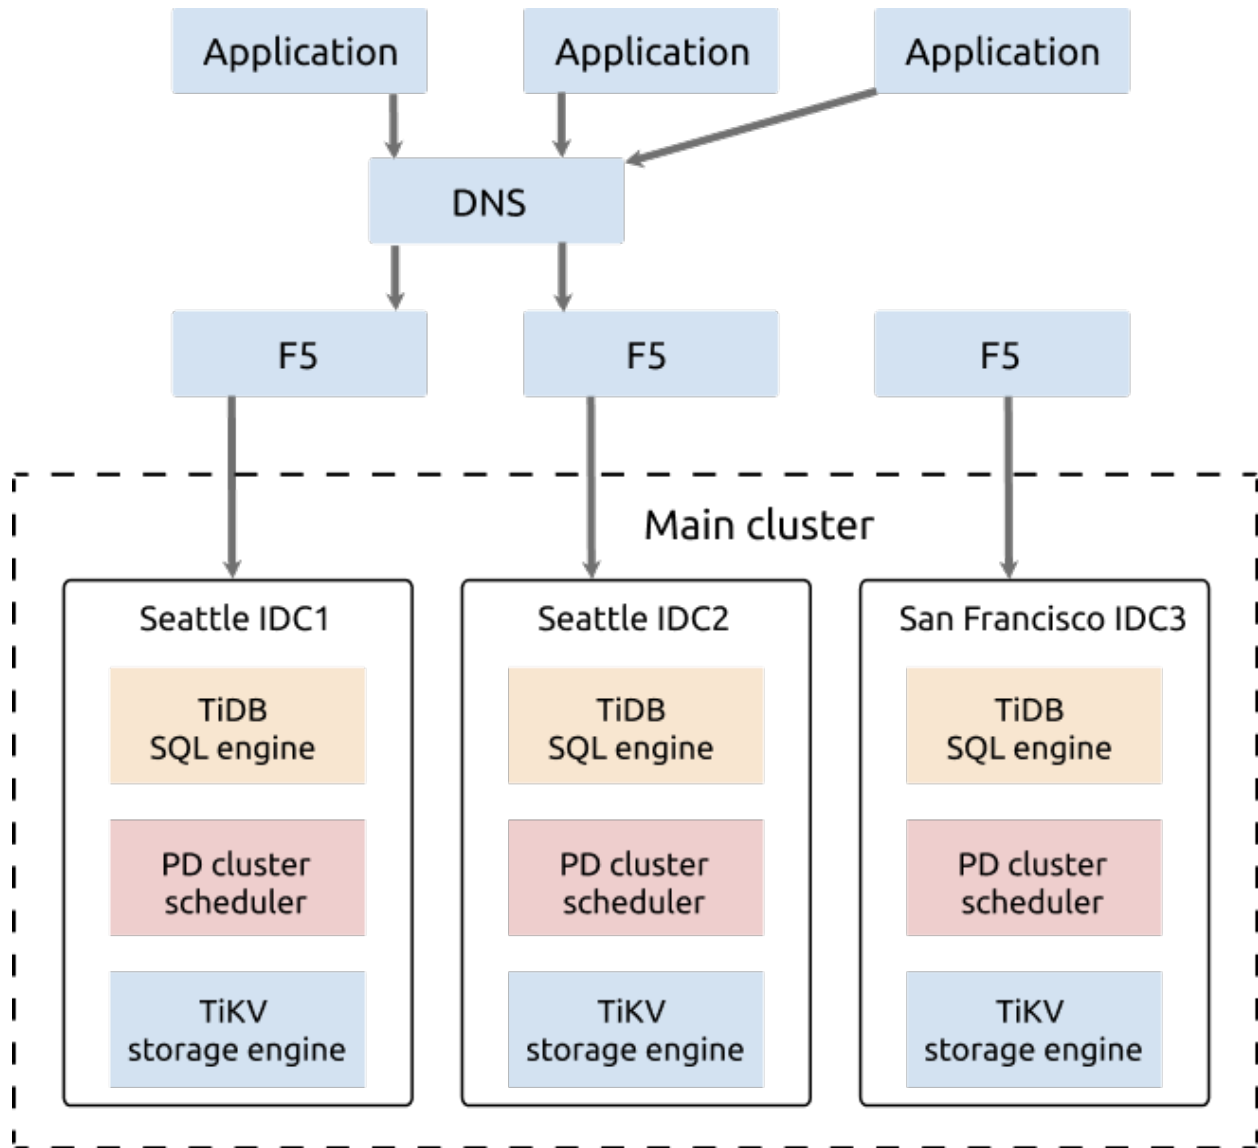 Application
Application
Application
DNS
F5
F5
F5
Main cluster
Seattle IDC1
Seattle IDC2
San Francisco IDC3
TiDB
SQL engine
TiDB
SQL engine
TiDB
SQL engine
PD cluster
scheduler
PD cluster
scheduler
PD cluster
scheduler
TiKV
storage engine
TiKV
storage engine
TiKV
storage engine